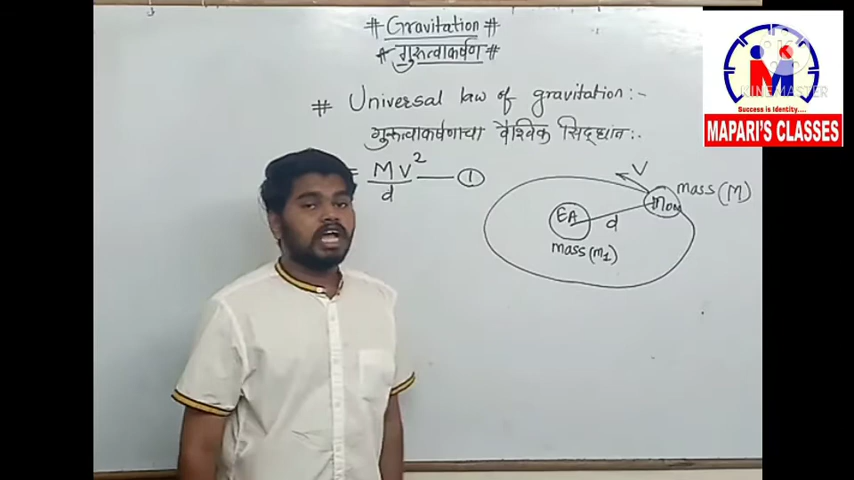 # Gravitation #
# गुरुत्वाकर्षण #
# Universal law of gravitation :-
गुरुत्वाकर्षणाचा वैश्विक सिद्धांत :-
= MV² / d — ①
V
mass (M)
Moon
EA
d
mass (m₁)
KINEMASTER
Success is Identity....
MAPARI'S CLASSES